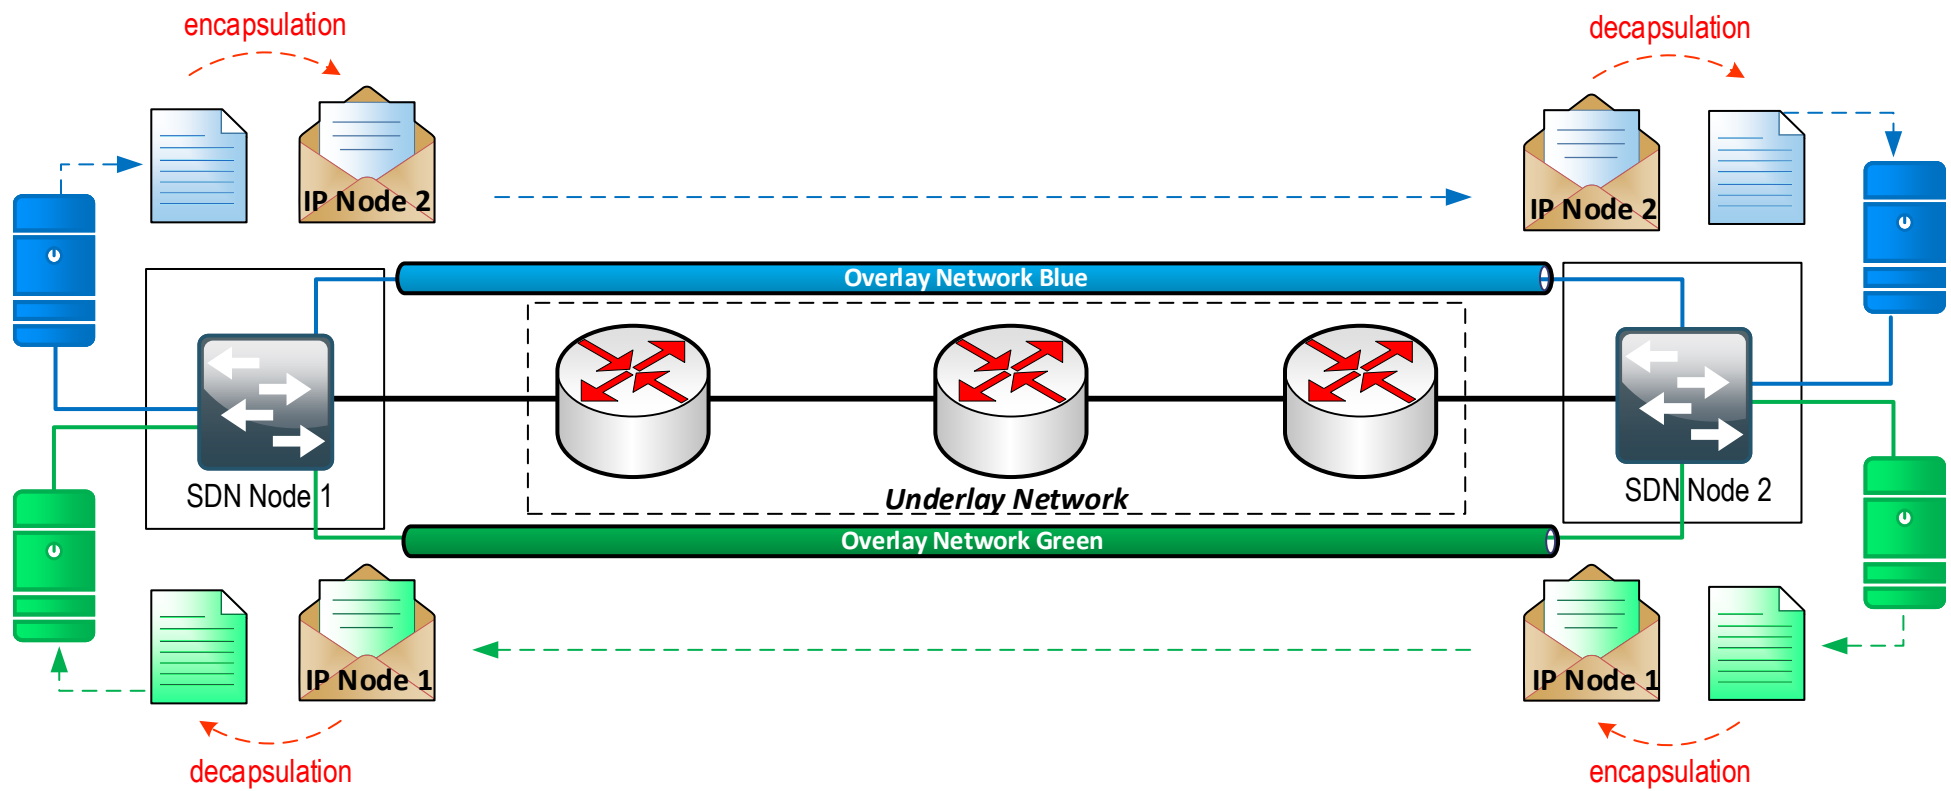 encapsulation
decapsulation
IP Node 2
IP Node 2
Overlay Network Blue
SDN Node 1
Underlay Network
SDN Node 2
Overlay Network Green
IP Node 1
IP Node 1
decapsulation
encapsulation